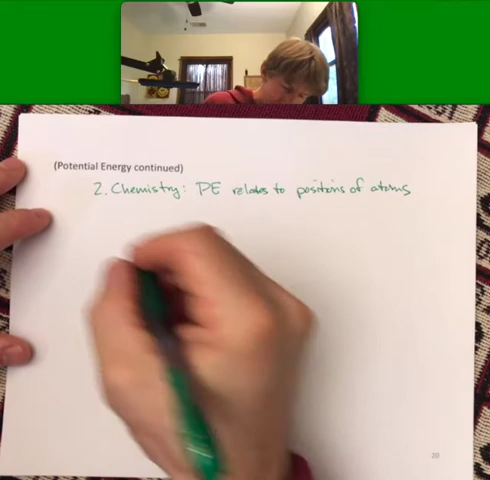 (Potential Energy continued)
2. Chemistry: PE relates to positions of atoms
20